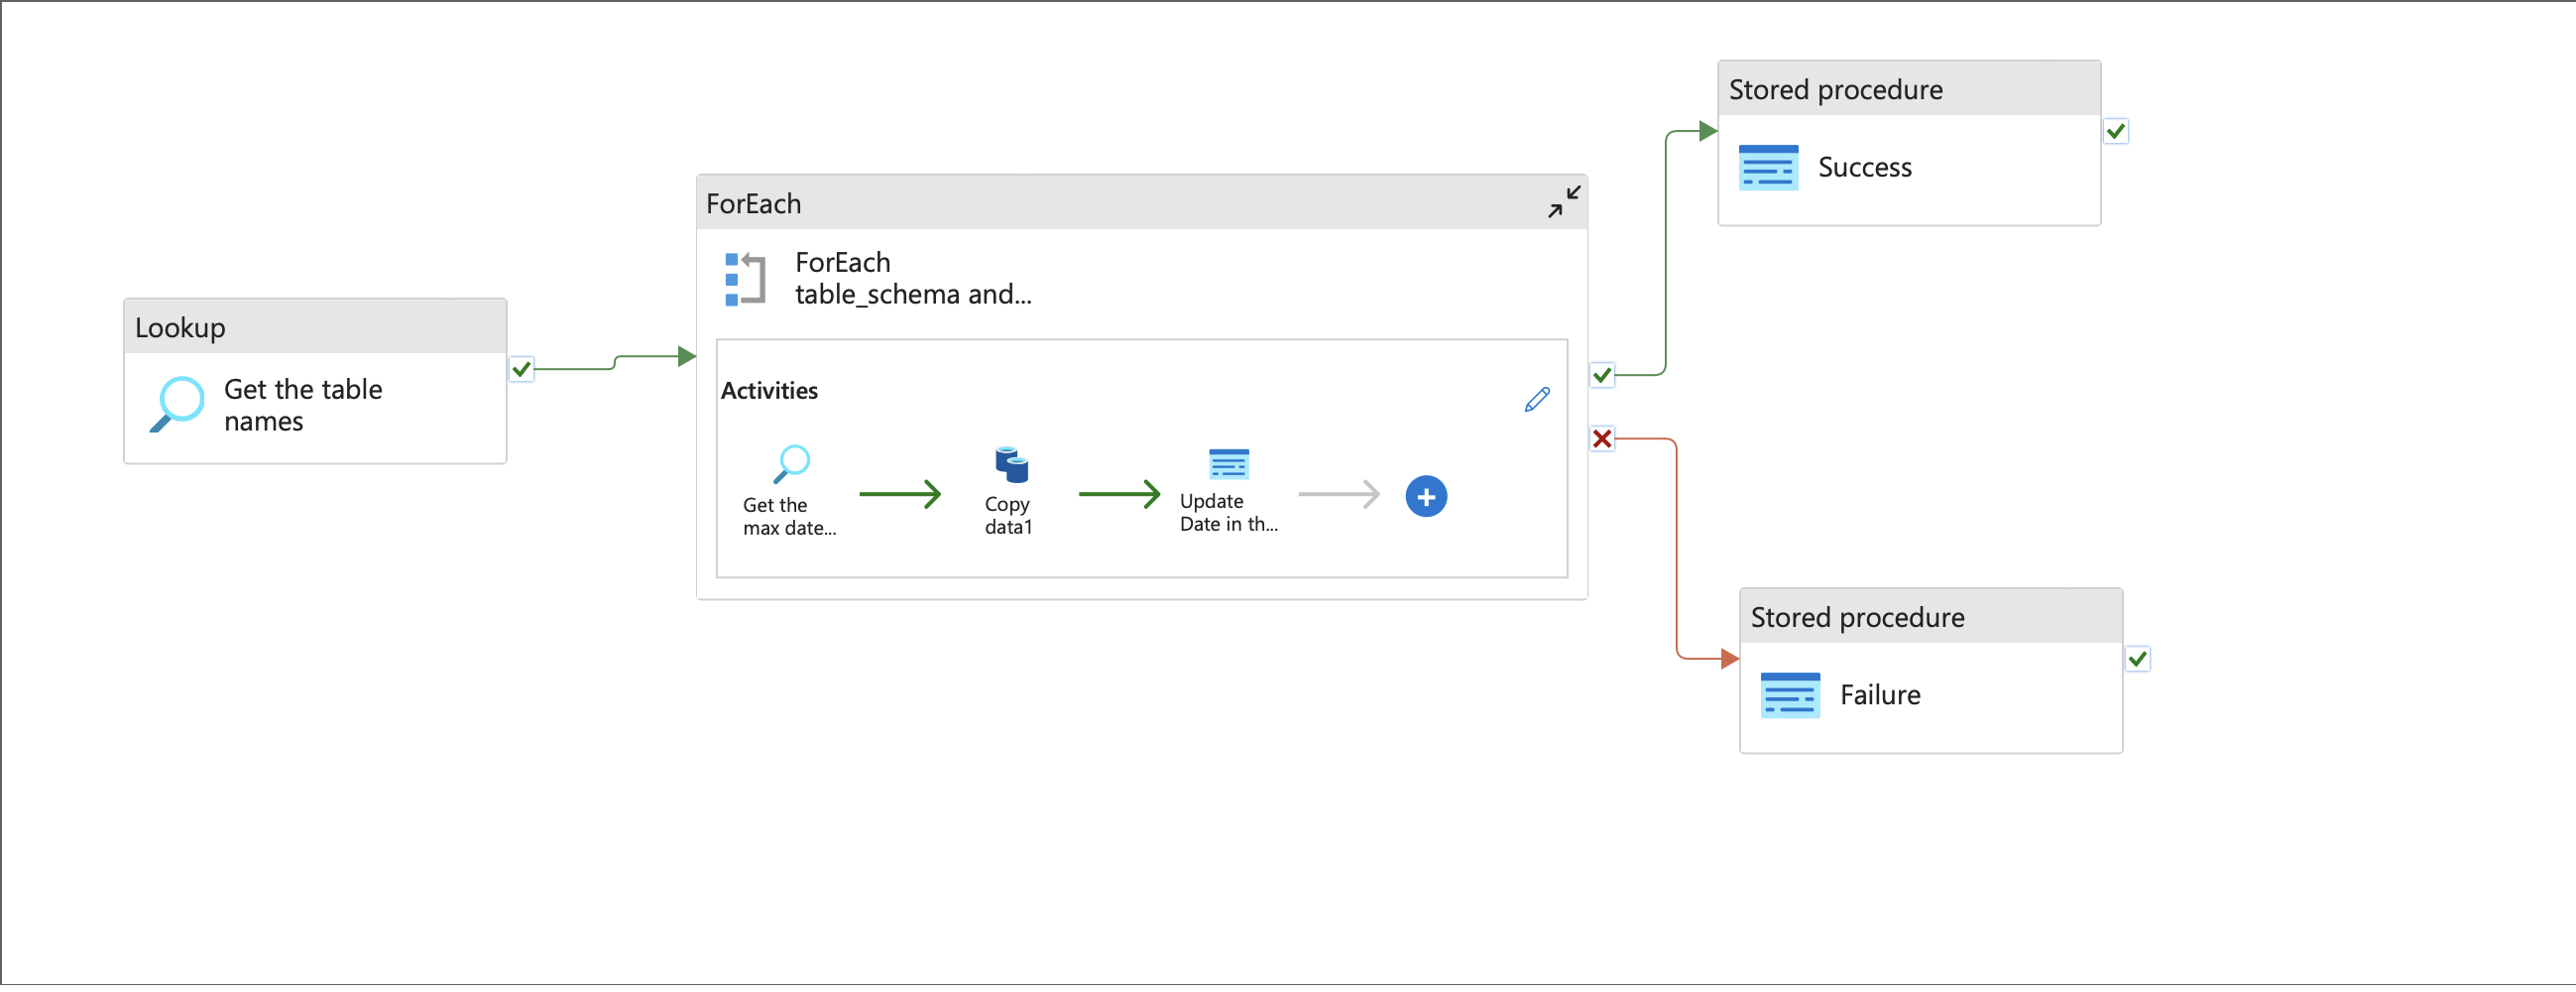 Lookup
Get the table
names
ForEach
ForEach
table_schema and...
Activities
Get the
max date...
Copy
data1
Update
Date in th...
Stored procedure
Success
Stored procedure
Failure